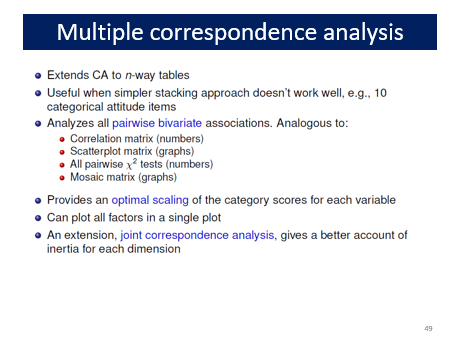 Multiple correspondence analysis
Extends CA to n-way tables
Useful when simpler stacking approach doesn't work well, e.g., 10
categorical attitude items
Analyzes all pairwise bivariate associations. Analogous to:
Correlation matrix (numbers)
Scatterplot matrix (graphs)
All pairwise χ² tests (numbers)
Mosaic matrix (graphs)
Provides an optimal scaling of the category scores for each variable
Can plot all factors in a single plot
An extension, joint correspondence analysis, gives a better account of
inertia for each dimension
49